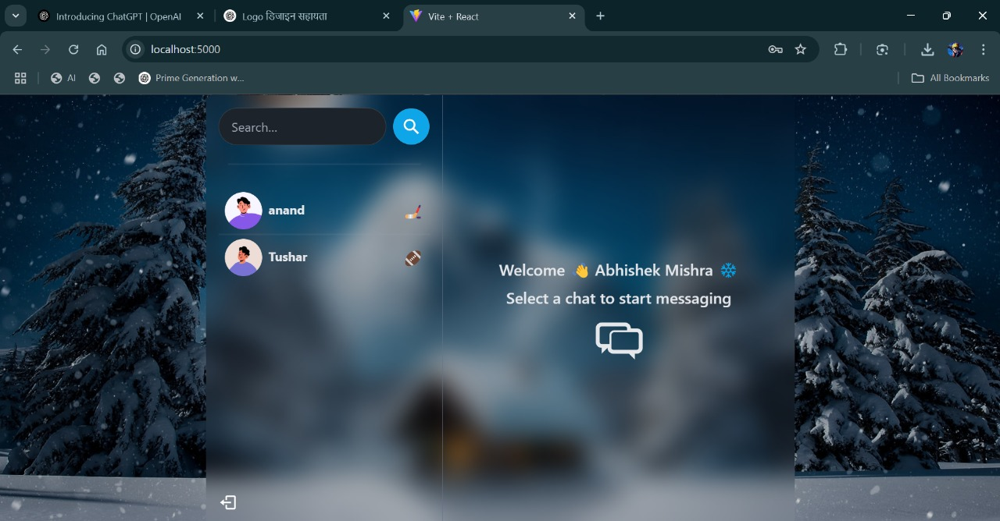 Introducing ChatGPT | OpenAI
Logo डिजाइन सहायता
Vite + React
localhost:5000
AI
Prime Generation w...
All Bookmarks
Search...
anand
Tushar
Welcome 👋 Abhishek Mishra ❄
Select a chat to start messaging